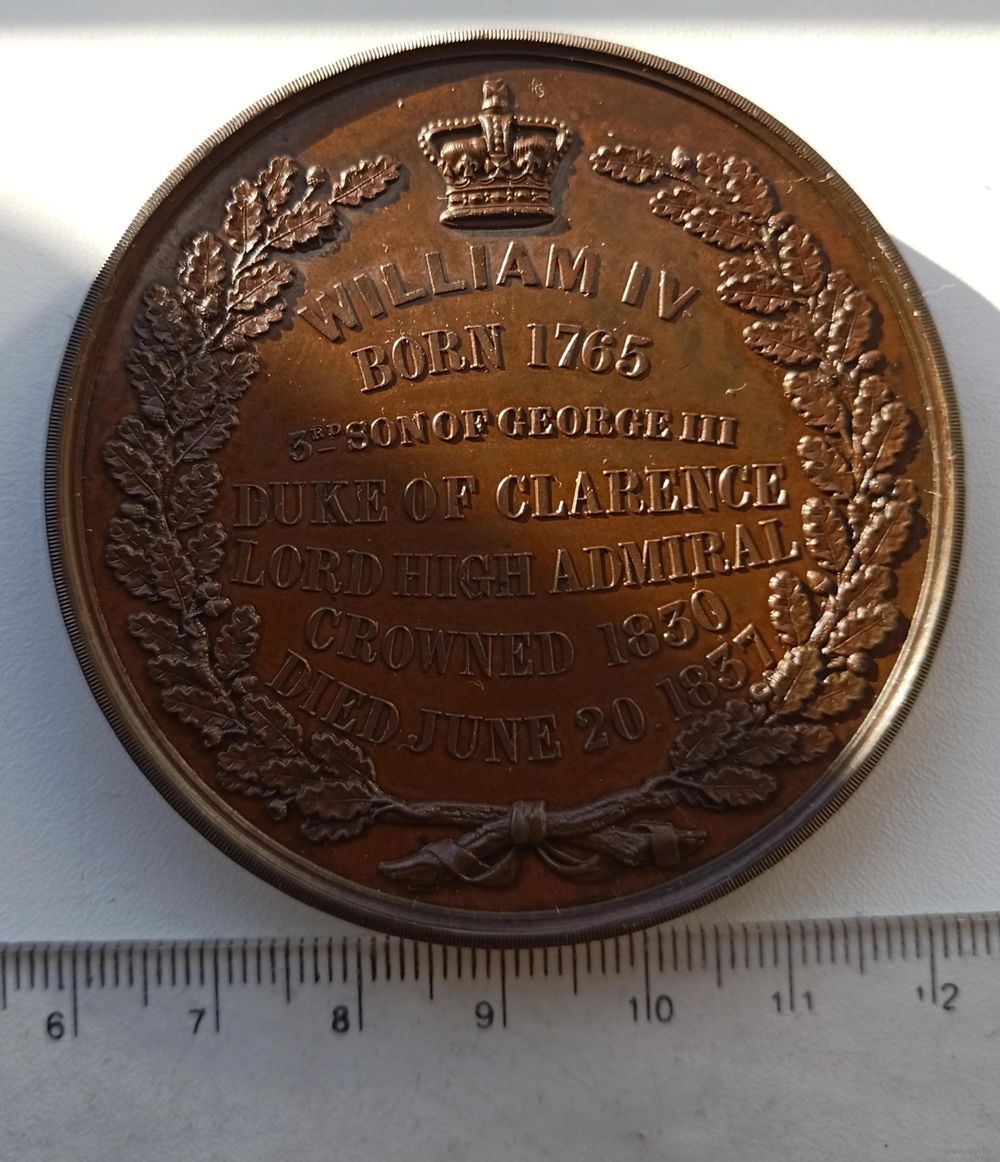 WILLIAM IV
BORN 1765
3RD SON OF GEORGE III
DUKE OF CLARENCE
LORD HIGH ADMIRAL
CROWNED 1830
DIED JUNE 20.1837
6 7 8 9 10 11 12